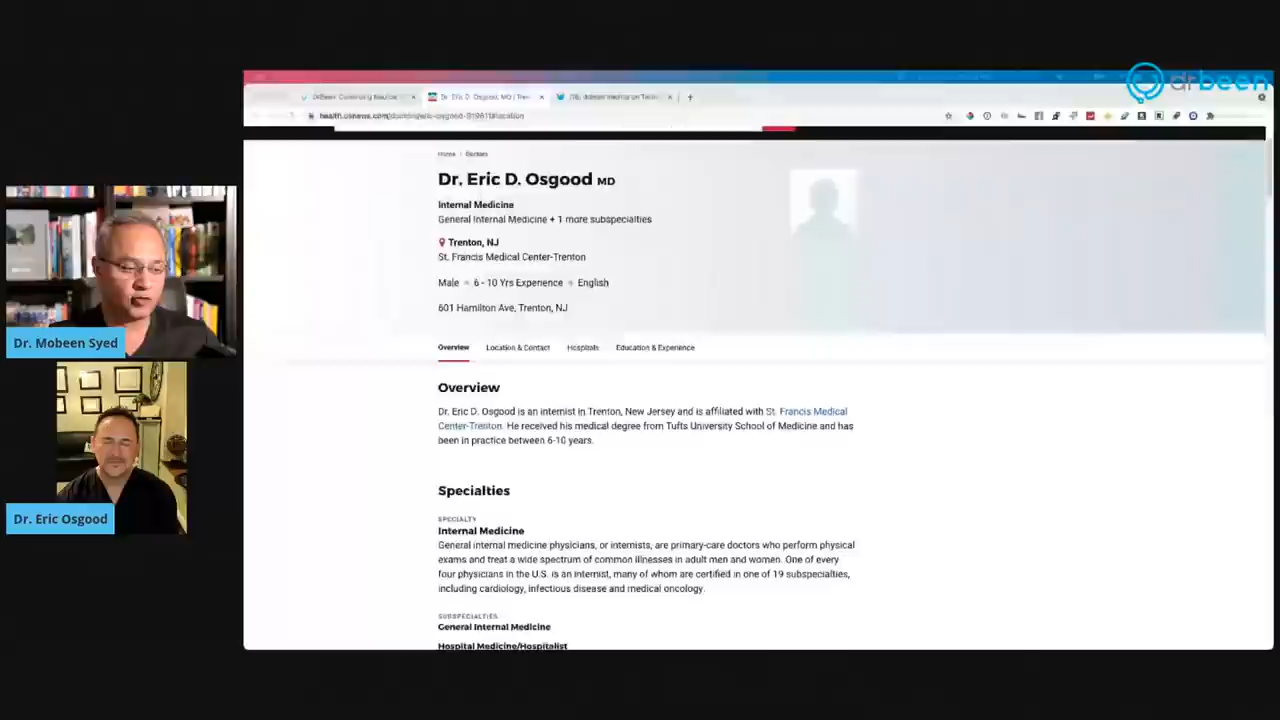 drbeen
Dr. Eric D. Osgood, MD | Tren
Home / Doctors
Dr. Eric D. Osgood MD
Internal Medicine
General Internal Medicine + 1 more subspecialties
Trenton, NJ
St. Francis Medical Center-Trenton
Male
6 - 10 Yrs Experience
English
601 Hamilton Ave, Trenton, NJ
Overview
Location & Contact
Hospitals
Education & Experience
Overview
Dr. Eric D. Osgood is an internist in Trenton, New Jersey and is affiliated with St. Francis Medical
Center-Trenton. He received his medical degree from Tufts University School of Medicine and has
been in practice between 6-10 years.
Specialties
SPECIALTY
Internal Medicine
General internal medicine physicians, or internists, are primary-care doctors who perform physical
exams and treat a wide spectrum of common illnesses in adult men and women. One of every
four physicians in the U.S. is an internist, many of whom are certified in one of 19 subspecialties,
including cardiology, infectious disease and medical oncology.
SUBSPECIALTIES
General Internal Medicine
Hospital Medicine/Hospitalist
Dr. Mobeen Syed
Dr. Eric Osgood